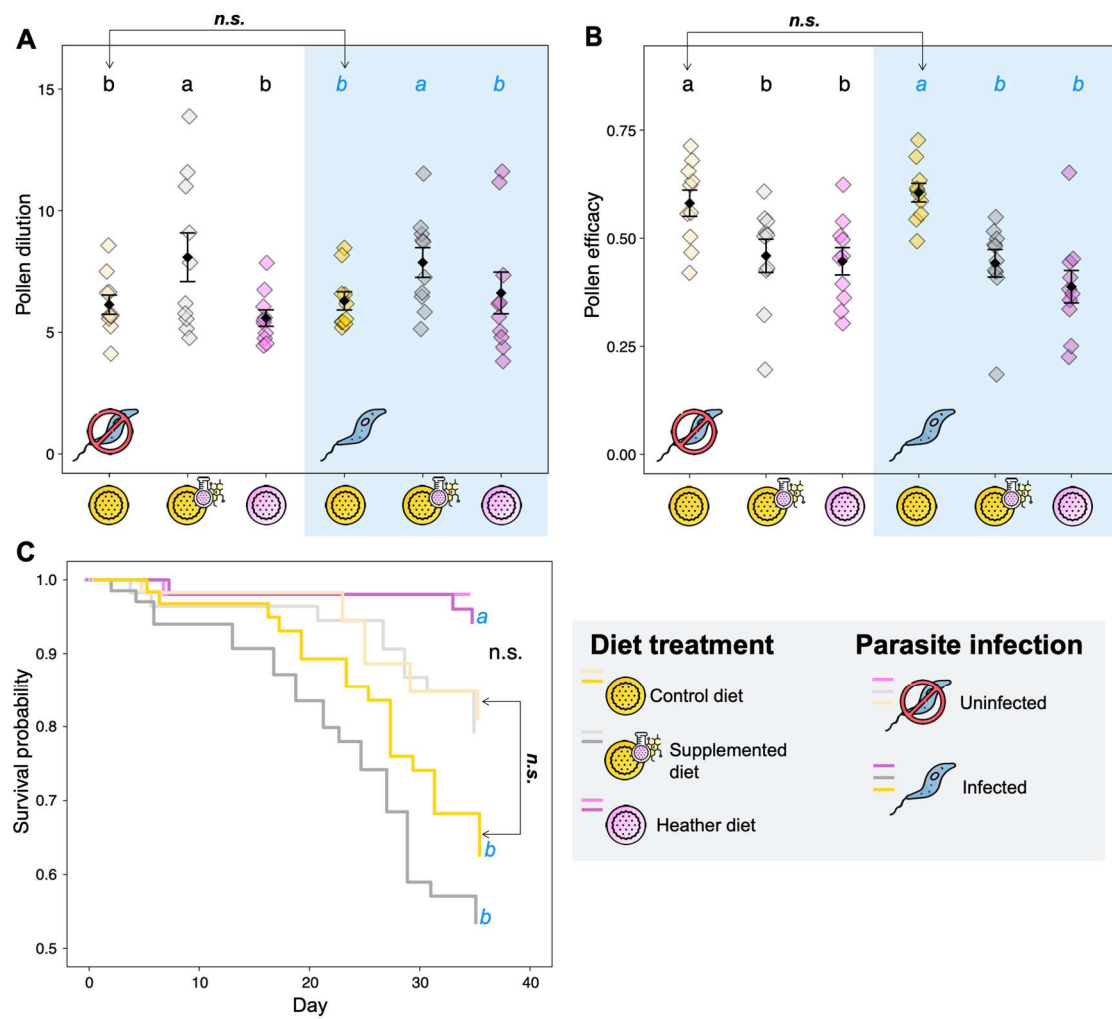 n.s.
A
15
10
5
0
Pollen dilution
b a b b a b
n.s.
B
0.75
0.50
0.25
0.00
Pollen efficacy
a b b a b b
C
1.0
0.9
0.8
0.7
0.6
0.5
Survival probability
0 10 20 30 40
Day
a
n.s.
n.s.
b
b
Diet treatment
Control diet
Supplemented
diet
Heather diet
Parasite infection
Uninfected
Infected